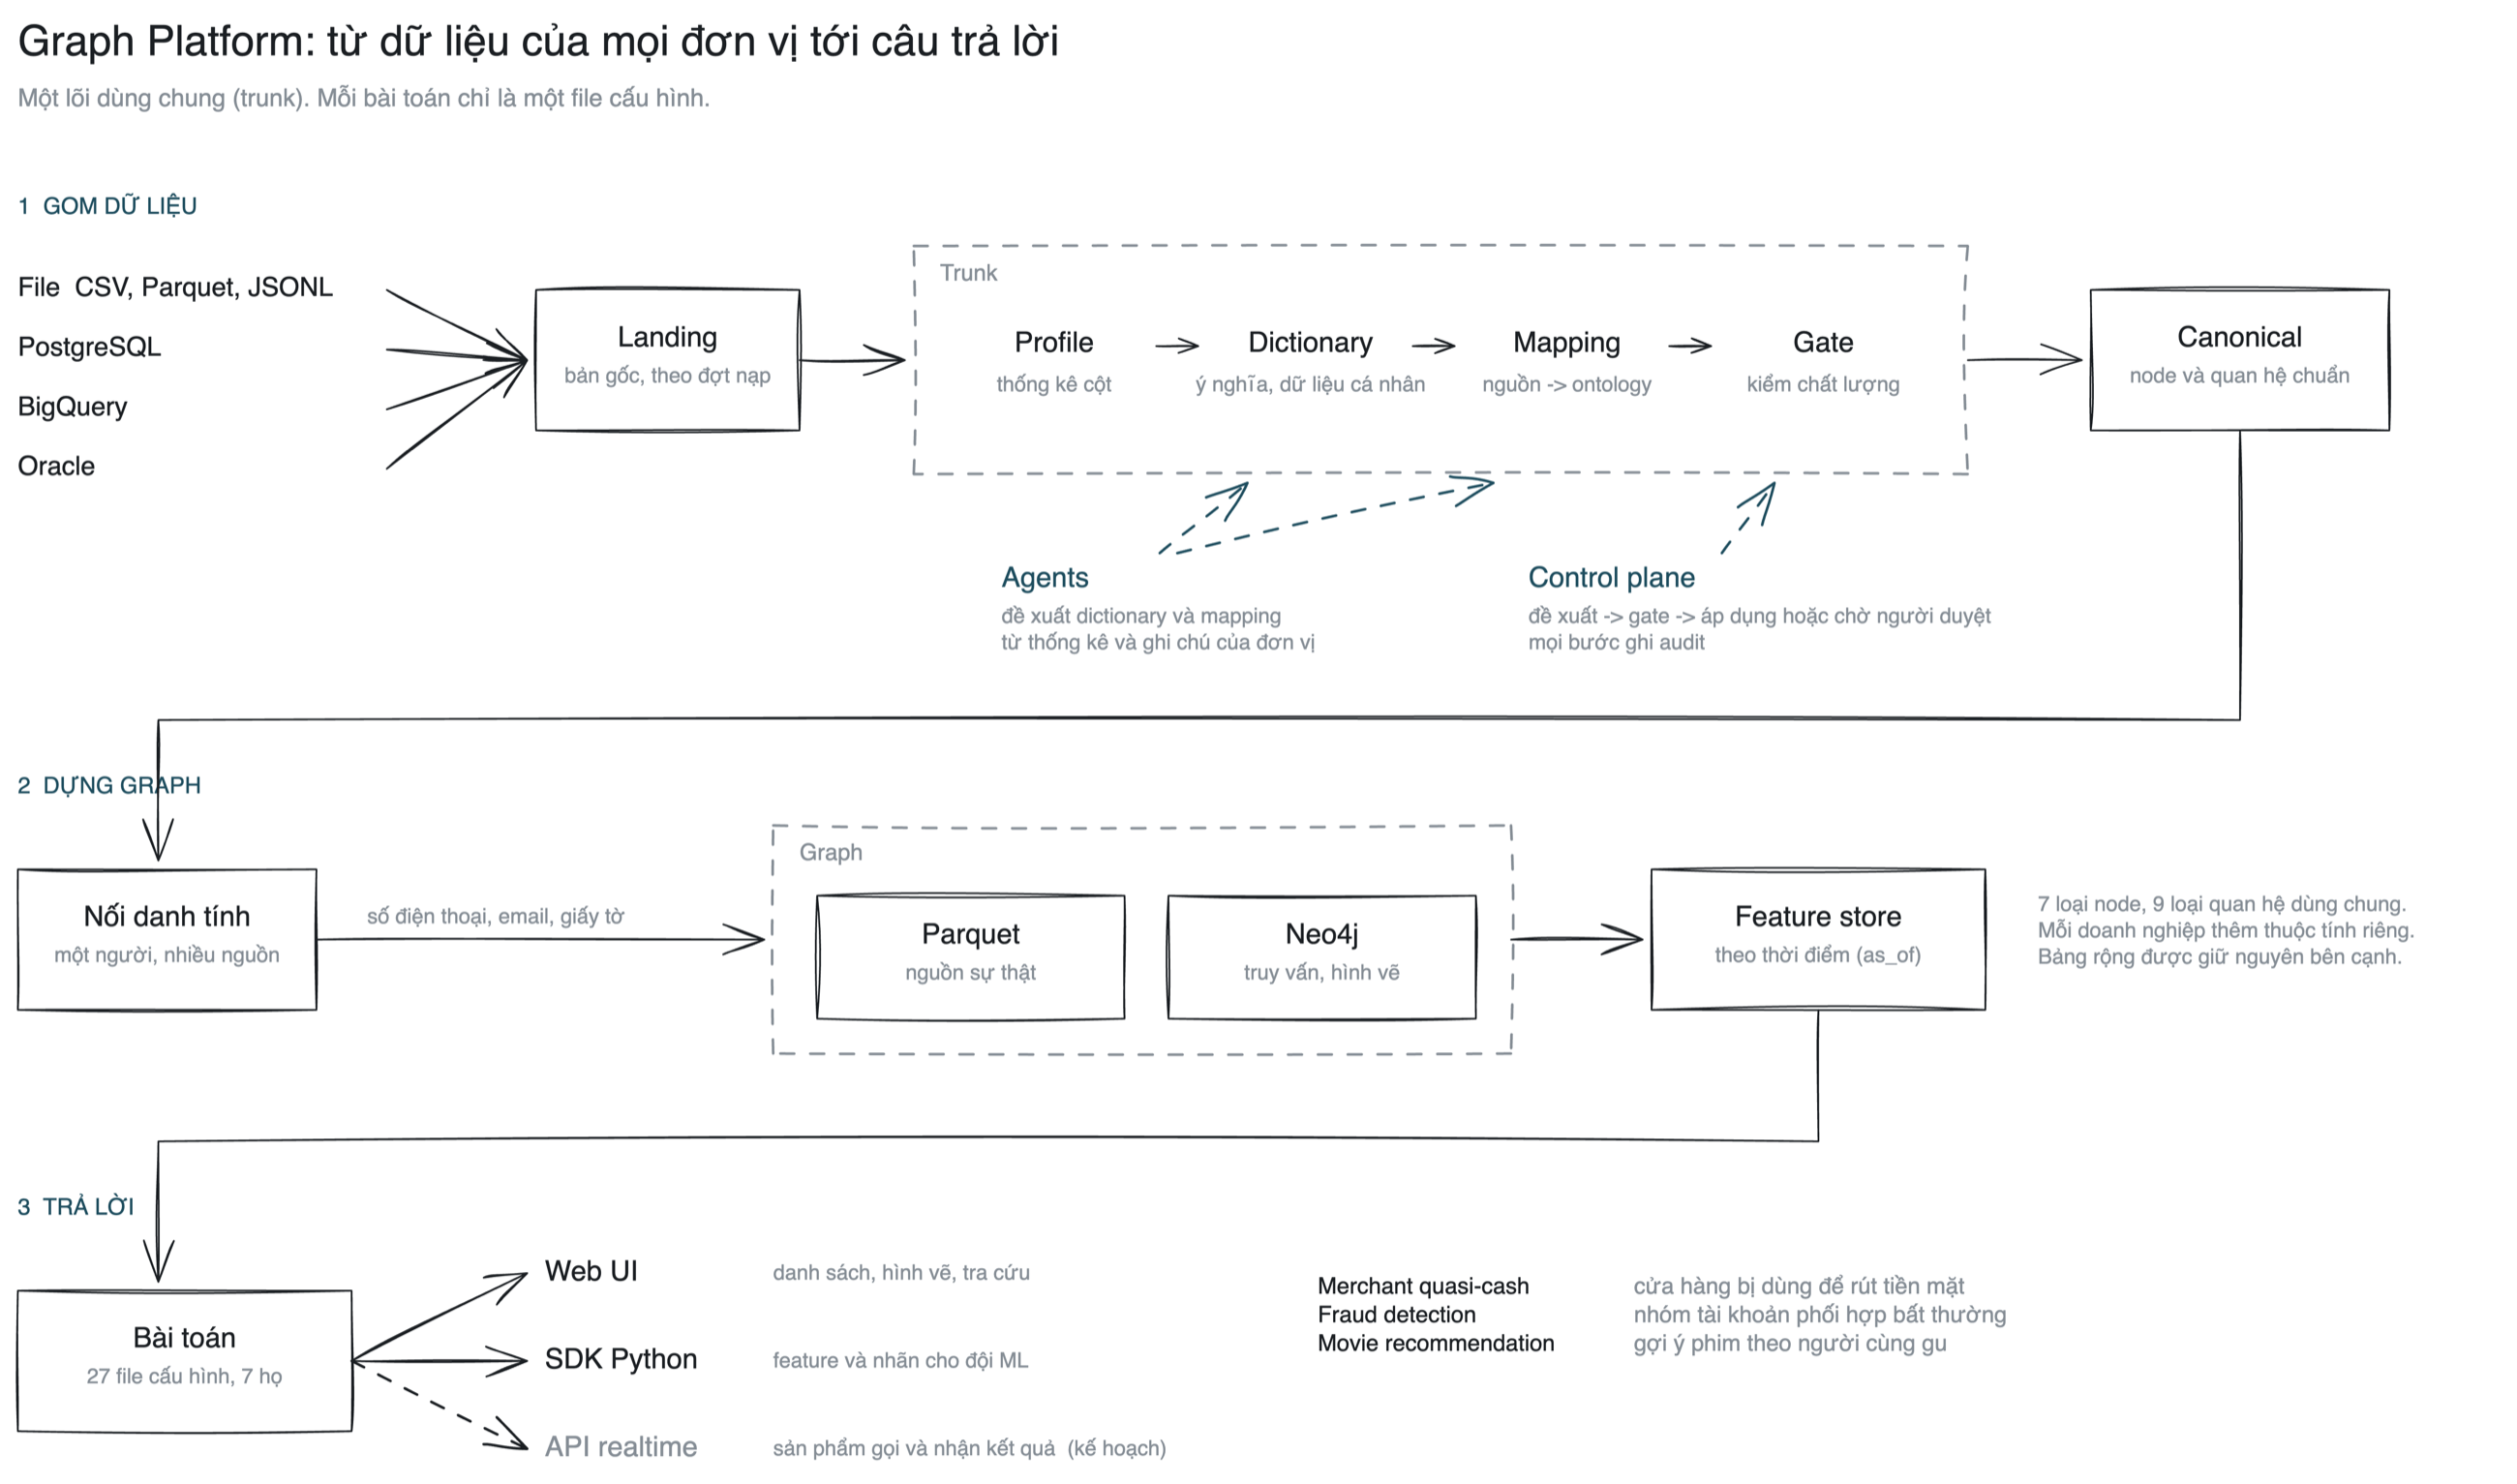 Graph Platform: từ dữ liệu của mọi đơn vị tới câu trả lời
Một lõi dùng chung (trunk). Mỗi bài toán chỉ là một file cấu hình.
1 GOM DỮ LIỆU
File CSV, Parquet, JSONL
PostgreSQL
BigQuery
Oracle
Landing
bản gốc, theo đợt nạp
Trunk
Profile
thống kê cột
Dictionary
ý nghĩa, dữ liệu cá nhân
Mapping
nguồn -> ontology
Gate
kiểm chất lượng
Canonical
node và quan hệ chuẩn
Agents
đề xuất dictionary và mapping
từ thống kê và ghi chú của đơn vị
Control plane
đề xuất -> gate -> áp dụng hoặc chờ người duyệt
mọi bước ghi audit
2 DỰNG GRAPH
Nối danh tính
một người, nhiều nguồn
số điện thoại, email, giấy tờ
Graph
Parquet
nguồn sự thật
Neo4j
truy vấn, hình vẽ
Feature store
theo thời điểm (as_of)
7 loại node, 9 loại quan hệ dùng chung.
Mỗi doanh nghiệp thêm thuộc tính riêng.
Bảng rộng được giữ nguyên bên cạnh.
3 TRẢ LỜI
Bài toán
27 file cấu hình, 7 họ
Web UI
danh sách, hình vẽ, tra cứu
SDK Python
feature và nhãn cho đội ML
API realtime
sản phẩm gọi và nhận kết quả (kế hoạch)
Merchant quasi-cash
cửa hàng bị dùng để rút tiền mặt
Fraud detection
nhóm tài khoản phối hợp bất thường
Movie recommendation
gợi ý phim theo người cùng gu